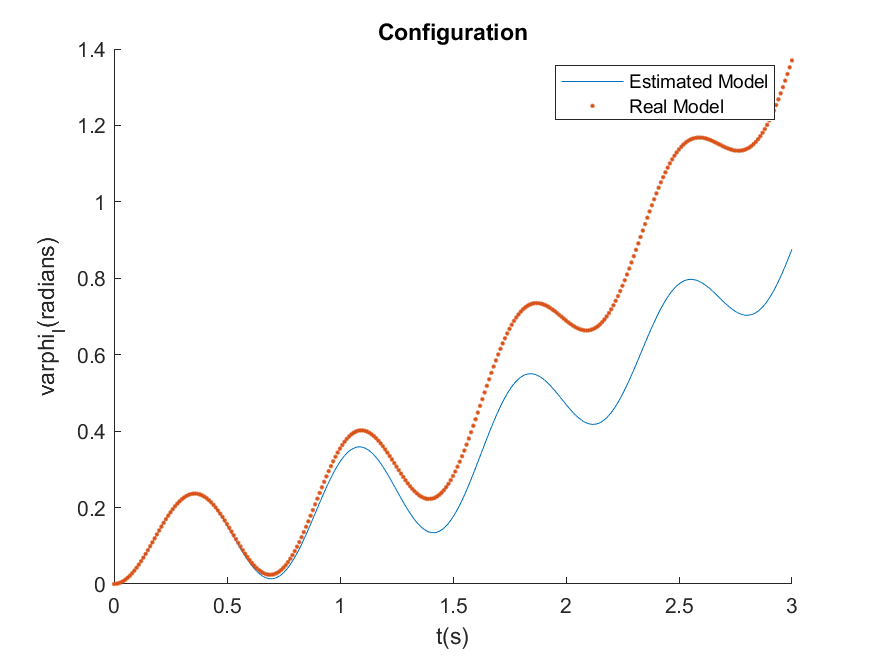 Configuration
Estimated Model
Real Model
1.4
1.2
1
0.8
0.6
0.4
0.2
0
varphi_l(radians)
0 0.5 1 1.5 2 2.5 3
t(s)